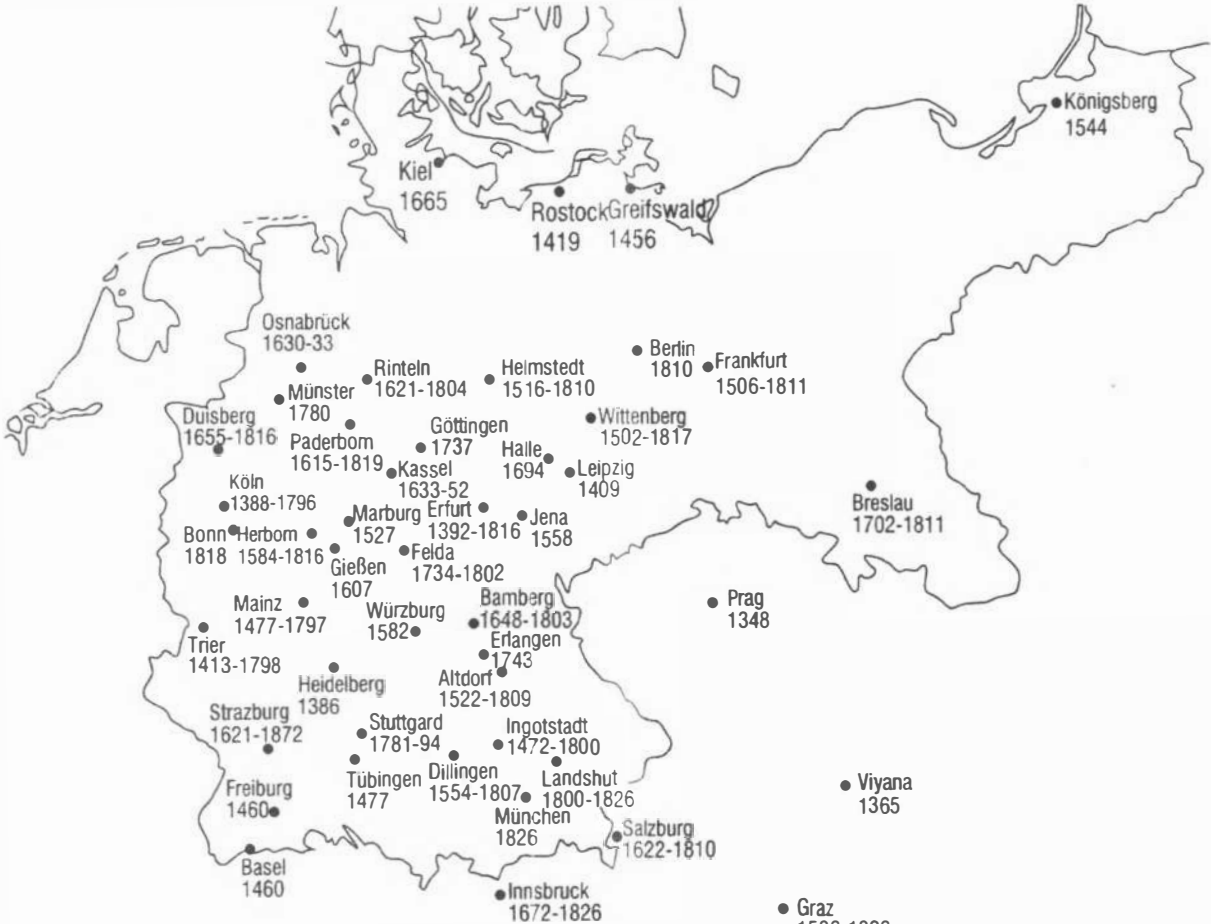 Königsberg
1544
Kiel
1665
Rostock
1419
Greifswald
1456
Osnabrück
1630-33
Berlin
1810
Frankfurt
1506-1811
Rinteln
1621-1804
Helmstedt
1516-1810
Münster
1780
Duisberg
1655-1816
Wittenberg
1502-1817
Paderborn
1615-1819
Göttingen
1737
Halle
1694
Leipzig
1409
Kassel
1633-52
Köln
1388-1796
Breslau
1702-1811
Marburg
1527
Erfurt
1392-1816
Jena
1558
Bonn
1818
Herborn
1584-1816
Gießen
1607
Felda
1734-1802
Mainz
1477-1797
Würzburg
1582
Bamberg
1648-1803
Prag
1348
Trier
1413-1798
Erlangen
1743
Heidelberg
1386
Altdorf
1522-1809
Strazburg
1621-1872
Stuttgard
1781-94
Ingotstadt
1472-1800
Tübingen
1477
Dillingen
1554-1807
Landshut
1800-1826
Freiburg
1460
Viyana
1365
München
1826
Salzburg
1622-1810
Basel
1460
Innsbruck
1672-1826
Graz